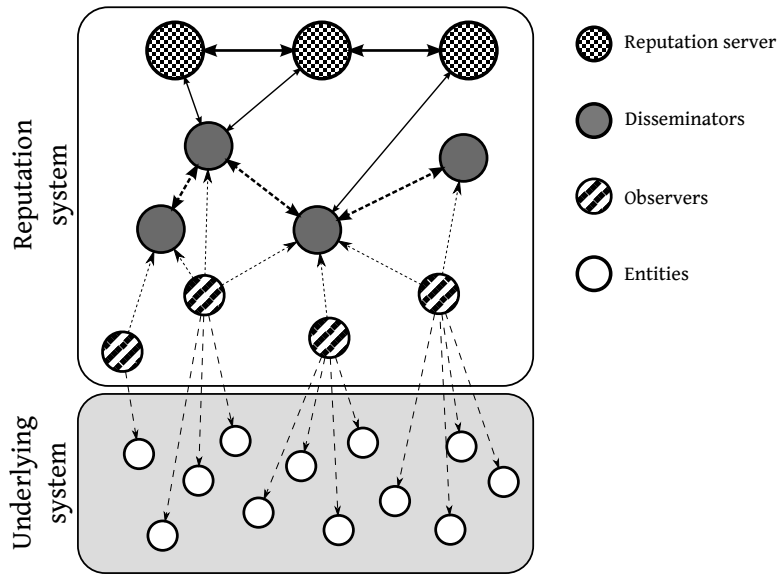 Reputation
system
Underlying
system
Reputation server
Disseminators
Observers
Entities